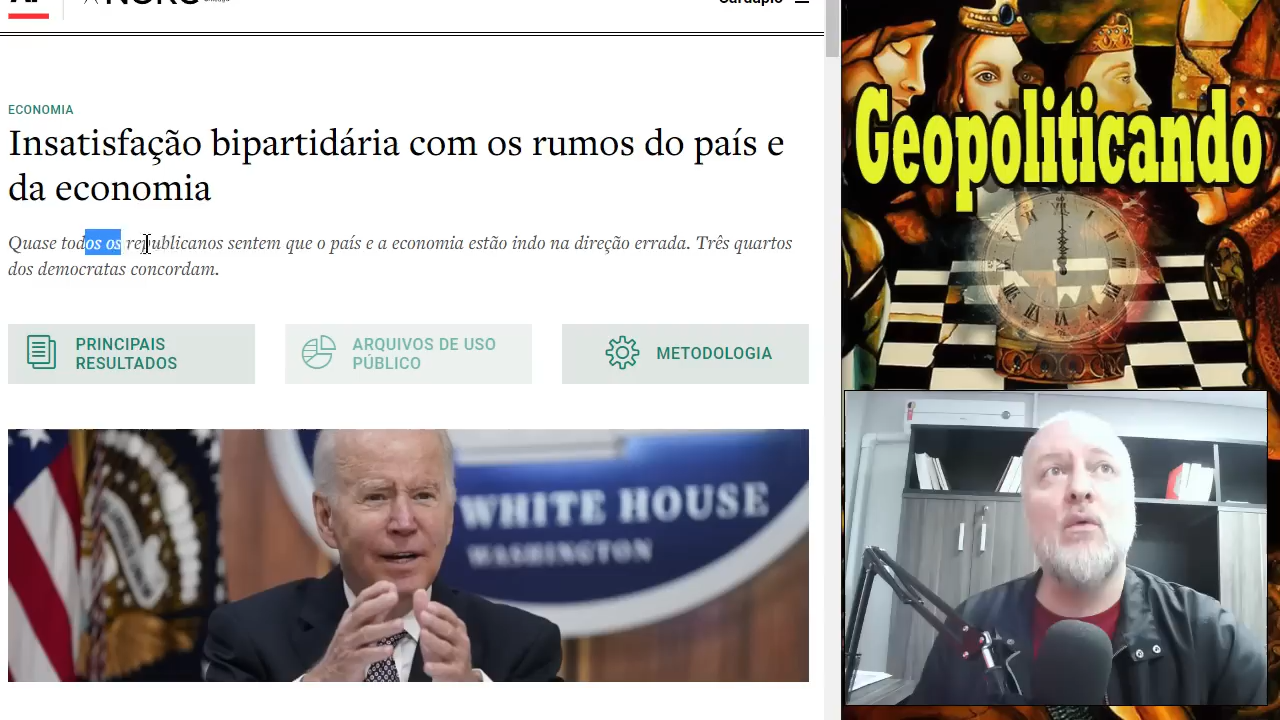 ECONOMIA
Insatisfação bipartidária com os rumos do país e
da economia
Quase todos os republicanos sentem que o país e a economia estão indo na direção errada. Três quartos
dos democratas concordam.
PRINCIPAIS
RESULTADOS
ARQUIVOS DE USO
PÚBLICO
METODOLOGIA
WHITE HOUSE
WASHINGTON
Geopoliticando